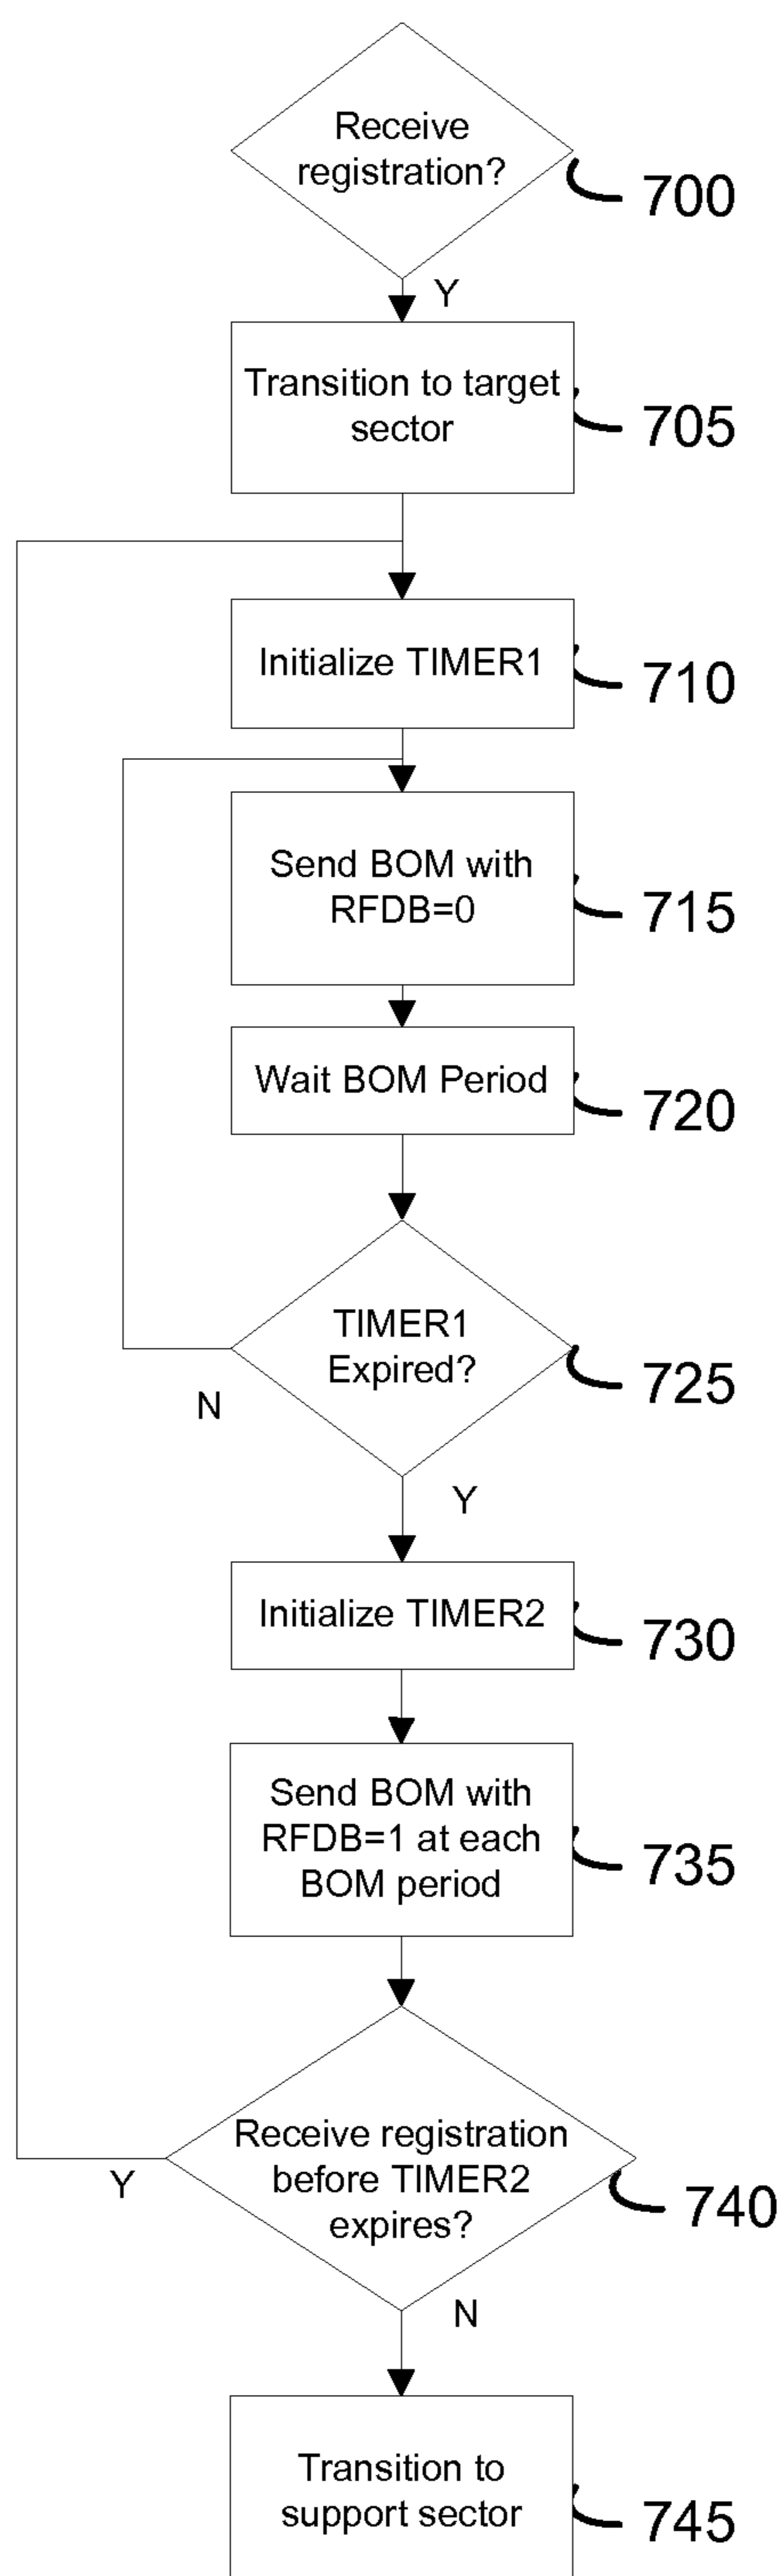 Receive
registration?
700
Y
Transition to target
sector
705
Initialize TIMER1
710
Send BOM with
RFDB=0
715
Wait BOM Period
720
TIMER1
Expired?
725
N
Y
Initialize TIMER2
730
Send BOM with
RFDB=1 at each
BOM period
735
Receive registration
before TIMER2
expires?
740
Y
N
Transition to
support sector
745